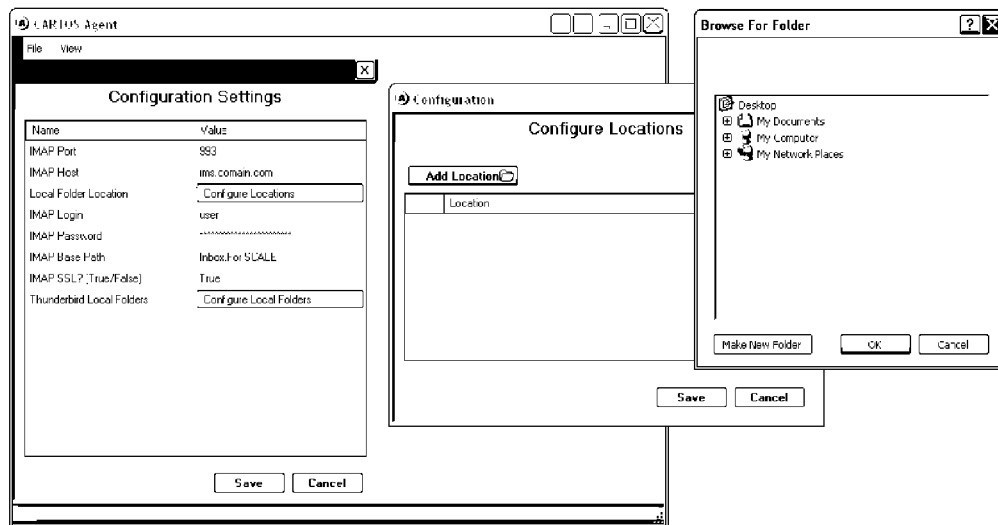 CARTOS Agent
File View
Configuration Settings
Name Value
IMAP Port 993
IMAP Host ims.comain.com
Local Folder Location Configure Locations
IMAP Login user
IMAP Password **********************
IMAP Base Path Inbox.For SCALE
IMAP SSL? [True/False] True
Thunderbird Local Folders Configure Local Folders
Save Cancel
Configuration
Configure Locations
Add Location
Location
Save Cancel
Browse For Folder
Desktop
My Documents
My Computer
My Network Places
Make New Folder OK Cancel